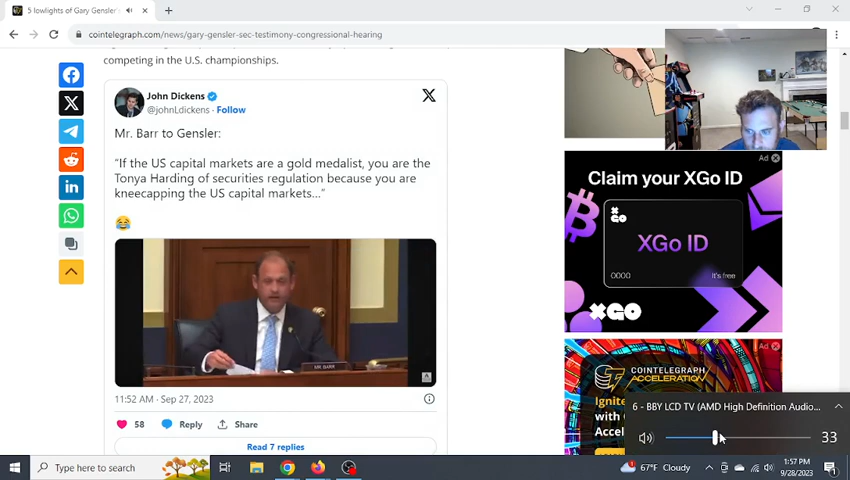 5 lowlights of Gary Gensler
cointelegraph.com/news/gary-gensler-sec-testimony-congressional-hearing
competing in the U.S. championships.
John Dickens
@johnLdickens · Follow
Mr. Barr to Gensler:
"If the US capital markets are a gold medalist, you are the
Tonya Harding of securities regulation because you are
kneecapping the US capital markets..."
MR. BARR
11:52 AM · Sep 27, 2023
58 Reply Share
Read 7 replies
Ad
Claim your XGo ID
XGO
XGo ID
0000 It's free
XGO
Ad
COINTELEGRAPH
ACCELERATION
Ignite
with C
Accel
6 - BBY LCD TV (AMD High Definition Audio...
33
Type here to search
67°F Cloudy
1:57 PM
9/28/2023